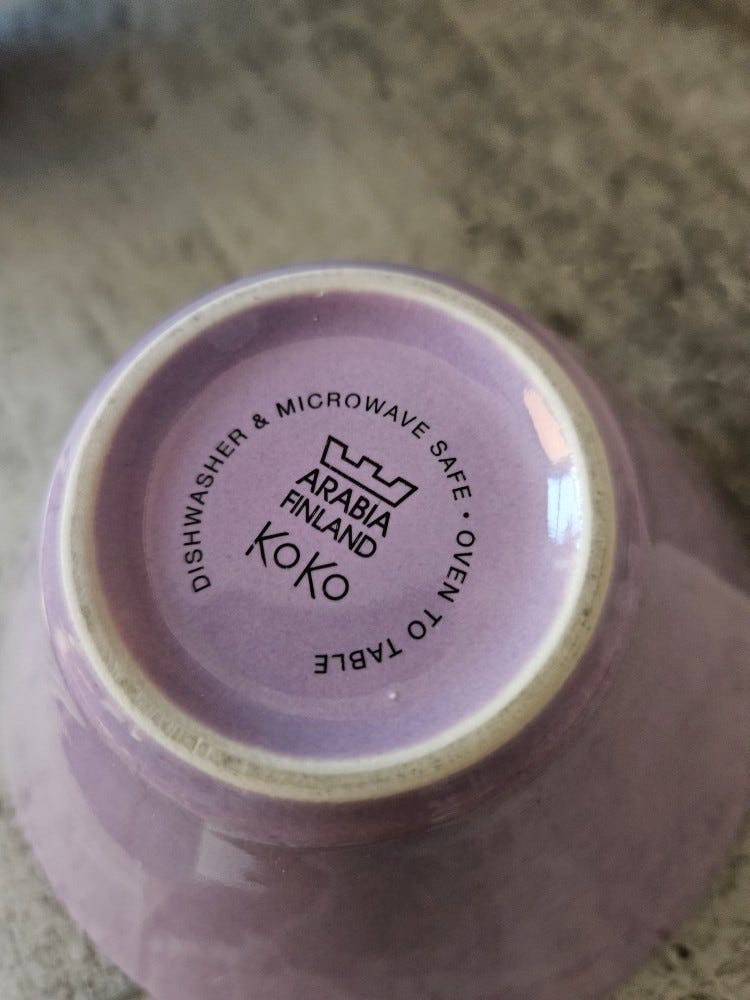 DISHWASHER & MICROWAVE SAFE • OVEN TO TABLE
ARABIA
FINLAND
KOKO